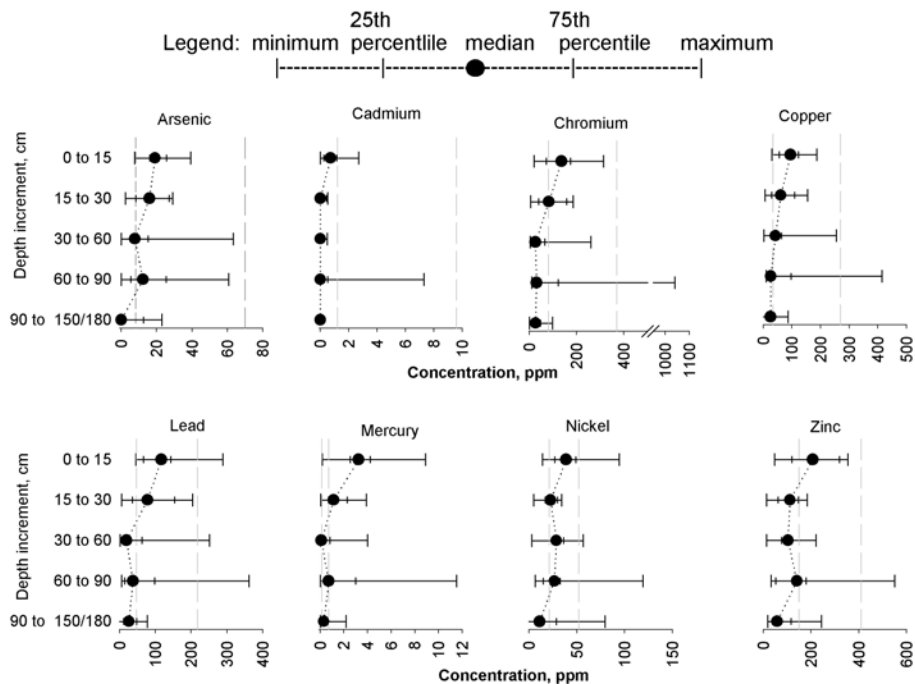 25th 75th
Legend: minimum percentlile median percentile maximum
Arsenic Cadmium Chromium Copper
Depth increment, cm
0 to 15
15 to 30
30 to 60
60 to 90
90 to 150/180
0 20 40 60 80
0 2 4 6 8 10
0 200 400 1000 1100
0 100 200 300 400 500
Concentration, ppm
Lead Mercury Nickel Zinc
Depth increment, cm
0 to 15
15 to 30
30 to 60
60 to 90
90 to 150/180
0 100 200 300 400
0 2 4 6 8 10 12
0 50 100 150
0 200 400 600
Concentration, ppm